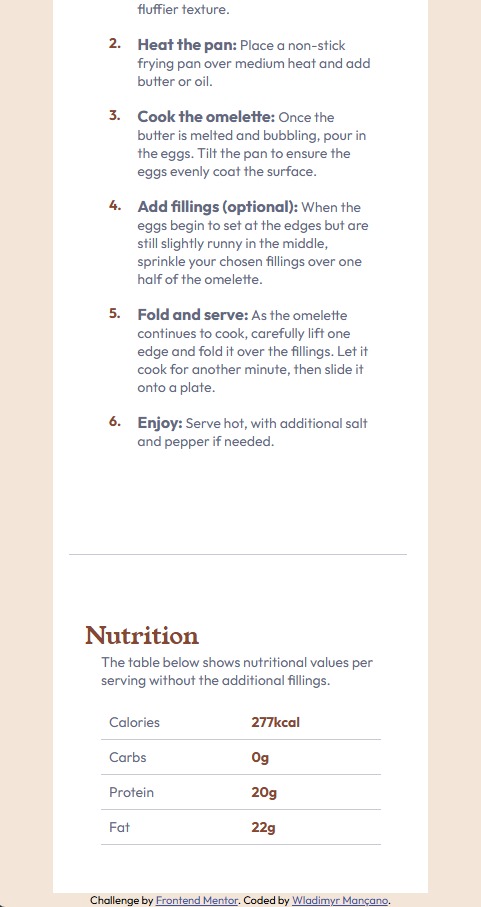 fluffier texture.
2. Heat the pan: Place a non-stick
frying pan over medium heat and add
butter or oil.
3. Cook the omelette: Once the
butter is melted and bubbling, pour in
the eggs. Tilt the pan to ensure the
eggs evenly coat the surface.
4. Add fillings (optional): When the
eggs begin to set at the edges but are
still slightly runny in the middle,
sprinkle your chosen fillings over one
half of the omelette.
5. Fold and serve: As the omelette
continues to cook, carefully lift one
edge and fold it over the fillings. Let it
cook for another minute, then slide it
onto a plate.
6. Enjoy: Serve hot, with additional salt
and pepper if needed.
Nutrition
The table below shows nutritional values per
serving without the additional fillings.
Calories 277kcal
Carbs 0g
Protein 20g
Fat 22g
Challenge by Frontend Mentor. Coded by Wladimyr Mançano.